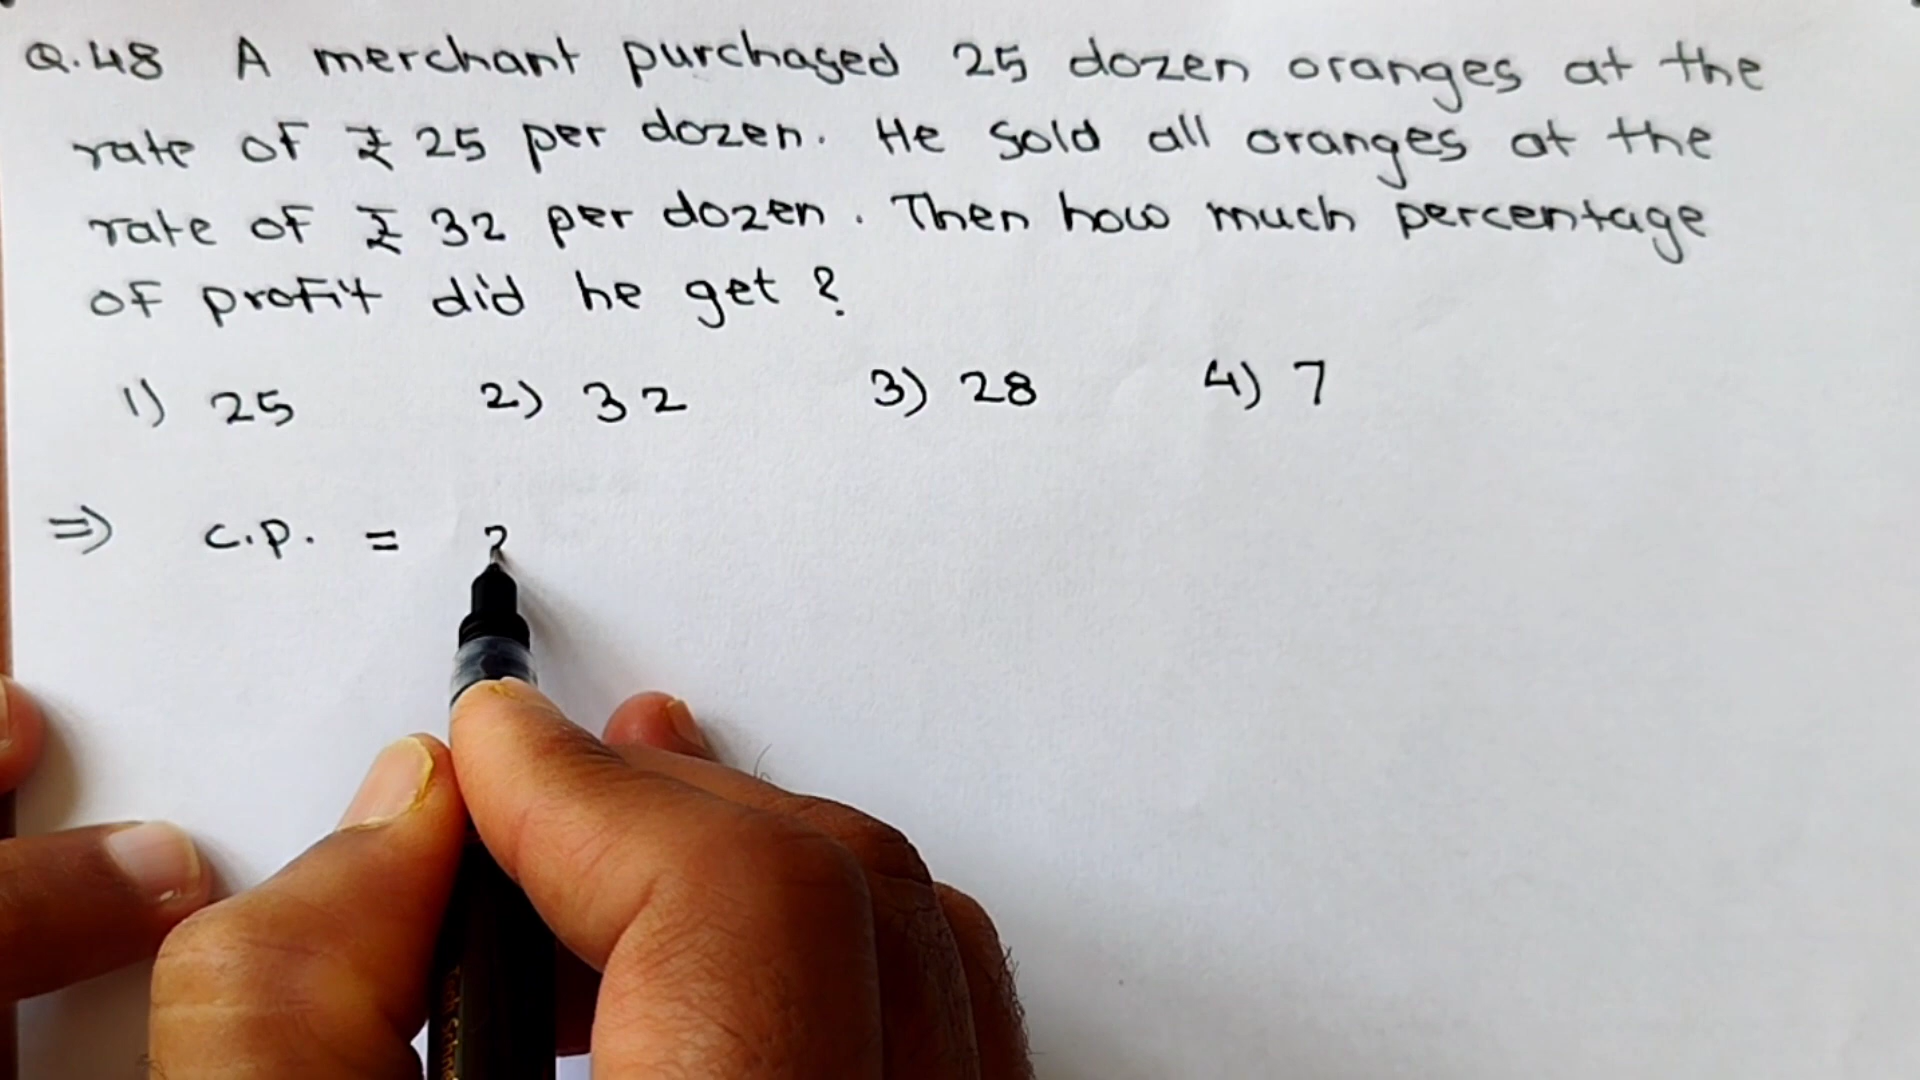 Q.48 A merchant purchased 25 dozen oranges at the
rate of ₹ 25 per dozen. He sold all oranges at the
rate of ₹ 32 per dozen. Then how much percentage
of profit did he get ?
1) 25 2) 32 3) 28 4) 7
⇒ C.P. = 2